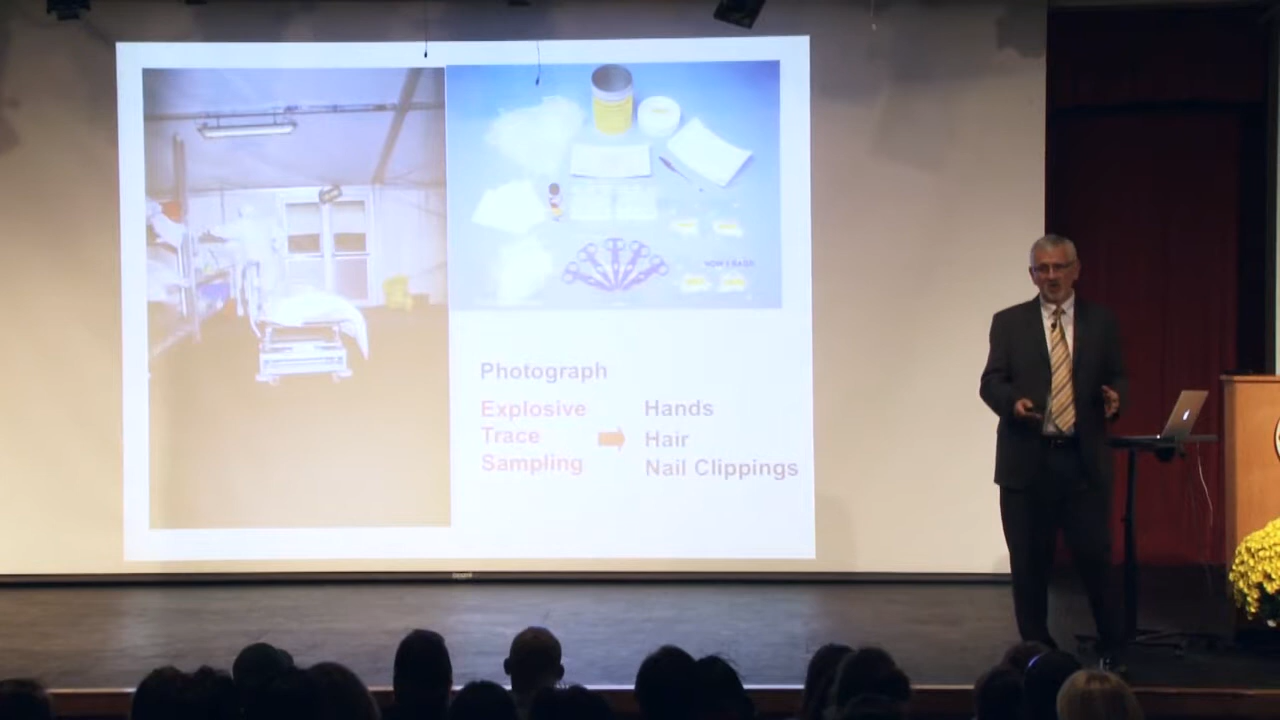 Photograph
Explosive
Trace
Sampling
Hands
Hair
Nail Clippings